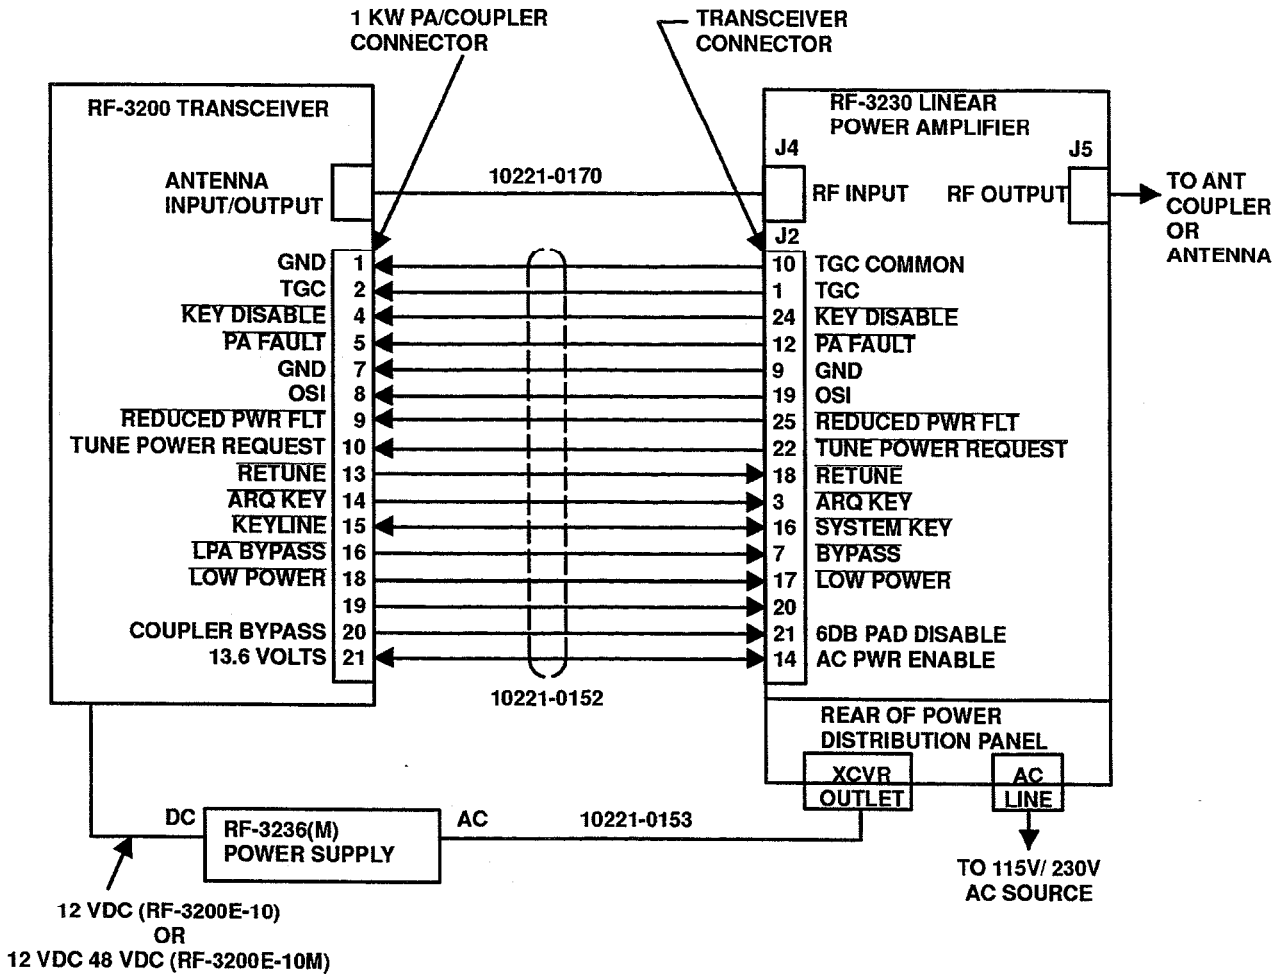 1 KW PA/COUPLER
CONNECTOR
TRANSCEIVER
CONNECTOR
RF-3200 TRANSCEIVER
RF-3230 LINEAR
POWER AMPLIFIER
J4
J5
ANTENNA
INPUT/OUTPUT
10221-0170
RF INPUT
RF OUTPUT
TO ANT
COUPLER
OR
ANTENNA
J2
GND 1 10 TGC COMMON
TGC 2 1 TGC
KEY DISABLE 4 24 KEY DISABLE
PA FAULT 5 12 PA FAULT
GND 7 9 GND
OSI 8 19 OSI
REDUCED PWR FLT 9 25 REDUCED PWR FLT
TUNE POWER REQUEST 10 22 TUNE POWER REQUEST
RETUNE 13 18 RETUNE
ARQ KEY 14 3 ARQ KEY
KEYLINE 15 16 SYSTEM KEY
LPA BYPASS 16 7 BYPASS
LOW POWER 18 17 LOW POWER
19 20
COUPLER BYPASS 20 21 6DB PAD DISABLE
13.6 VOLTS 21 14 AC PWR ENABLE
10221-0152
REAR OF POWER
DISTRIBUTION PANEL
XCVR
OUTLET
AC
LINE
DC
RF-3236(M)
POWER SUPPLY
AC
10221-0153
TO 115V/ 230V
AC SOURCE
12 VDC (RF-3200E-10)
OR
12 VDC 48 VDC (RF-3200E-10M)